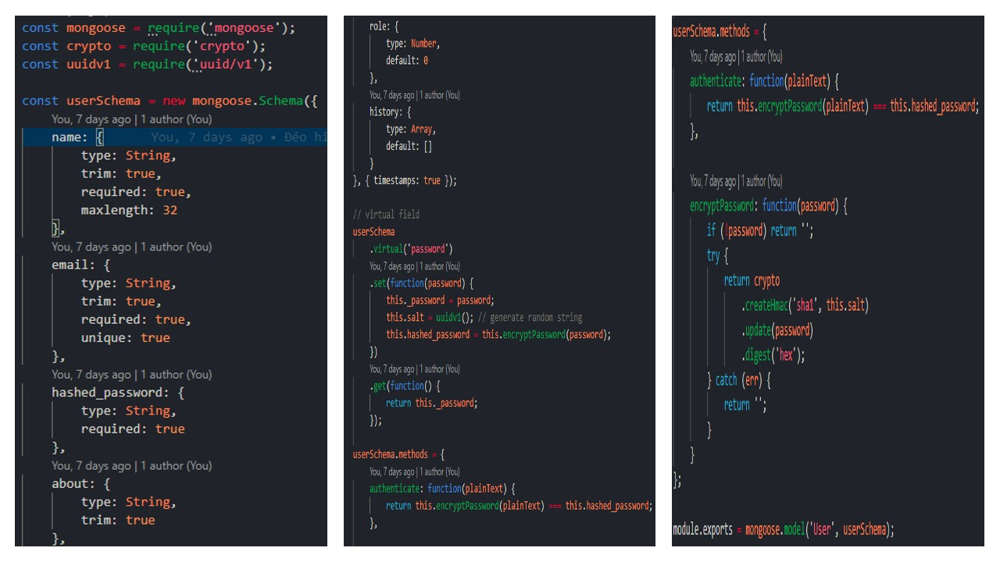 const mongoose = require('mongoose');
const crypto = require('crypto');
const uuidv1 = require('uuid/v1');
const userSchema = new mongoose.Schema({
You, 7 days ago | 1 author (You)
name: { You, 7 days ago • Đéo
type: String,
trim: true,
required: true,
maxlength: 32
},
You, 7 days ago | 1 author (You)
email: {
type: String,
trim: true,
required: true,
unique: true
},
You, 7 days ago | 1 author (You)
hashed_password: {
type: String,
required: true
},
You, 7 days ago | 1 author (You)
about: {
type: String,
trim: true
},
role: {
type: Number,
default: 0
},
You, 7 days ago | 1 author (You)
history: {
type: Array,
default: []
}
}, { timestamps: true });
// virtual field
userSchema
.virtual('password')
You, 7 days ago | 1 author (You)
.set(function(password) {
this._password = password;
this.salt = uuidv1(); // generate random string
this.hashed_password = this.encryptPassword(password);
})
You, 7 days ago | 1 author (You)
.get(function() {
return this._password;
});
userSchema.methods = {
You, 7 days ago | 1 author (You)
authenticate: function(plainText) {
return this.encryptPassword(plainText) === this.hashed_password;
},
userSchema.methods = {
You, 7 days ago | 1 author (You)
authenticate: function(plainText) {
return this.encryptPassword(plainText) === this.hashed_password;
},
You, 7 days ago | 1 author (You)
encryptPassword: function(password) {
if (!password) return '';
try {
return crypto
.createHmac('sha1', this.salt)
.update(password)
.digest('hex');
} catch (err) {
return '';
}
}
};
module.exports = mongoose.model('User', userSchema);